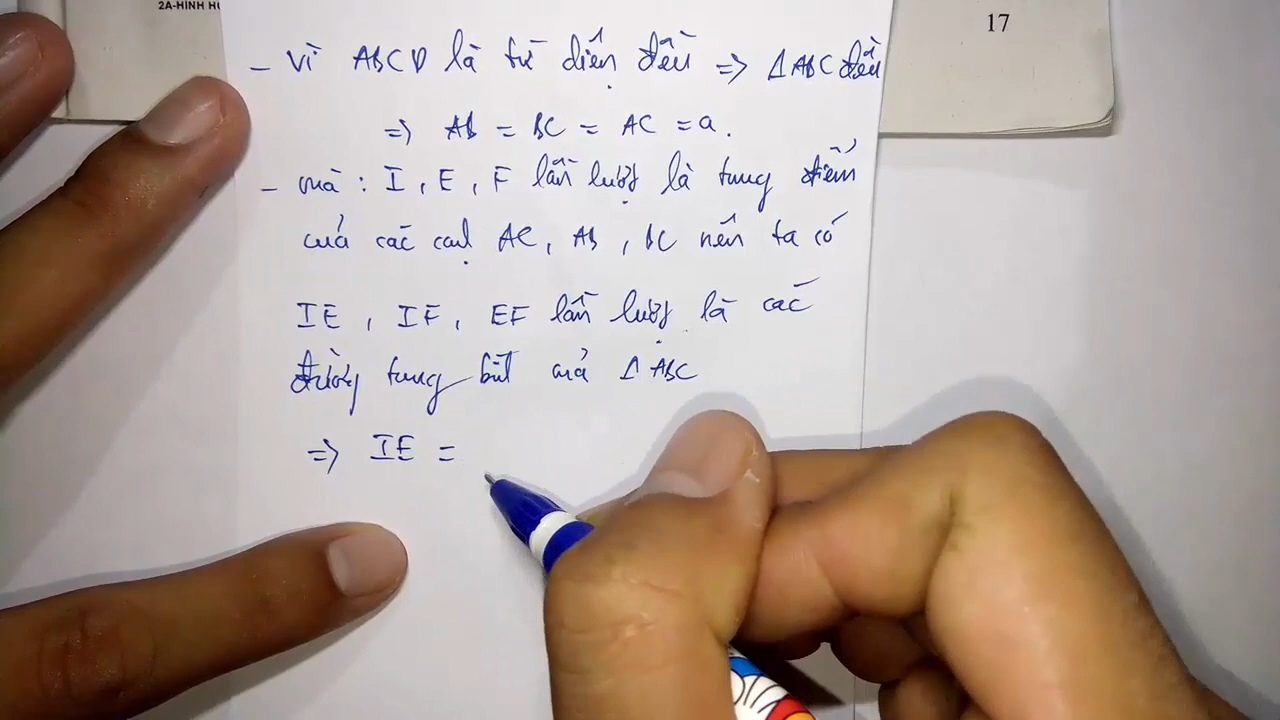 2A-HÌNH H
17
- Vì ABCD là tứ diện đều => ΔABC đều
=> AB = BC = AC = a.
- mà : I, E, F lần lượt là trung điểm
của các cạnh AC, AB, BC nên ta có
IE, IF, EF lần lượt là các
đường trung bình của Δ ABC
=> IE =